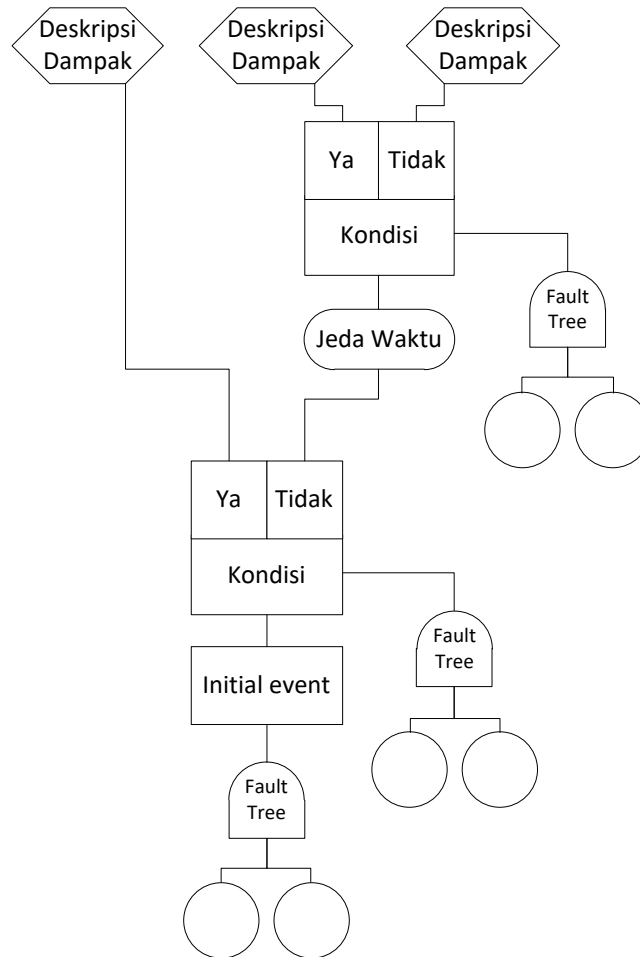 Deskripsi
Dampak
Deskripsi
Dampak
Deskripsi
Dampak
Ya
Tidak
Kondisi
Fault
Tree
Jeda Waktu
Ya
Tidak
Kondisi
Fault
Tree
Initial event
Fault
Tree